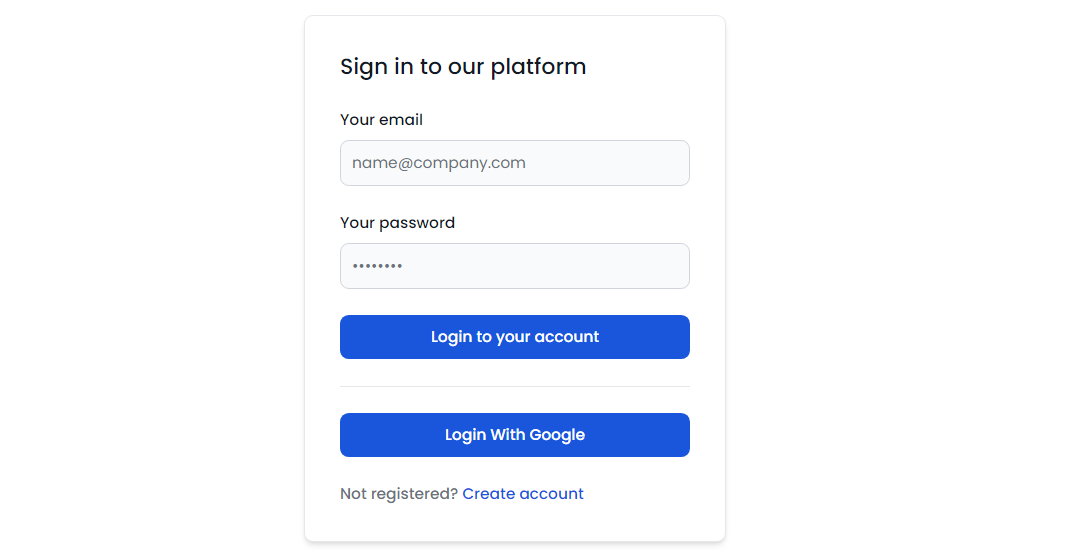 Sign in to our platform
Your email
name@company.com
Your password
••••••••
Login to your account
Login With Google
Not registered? Create account